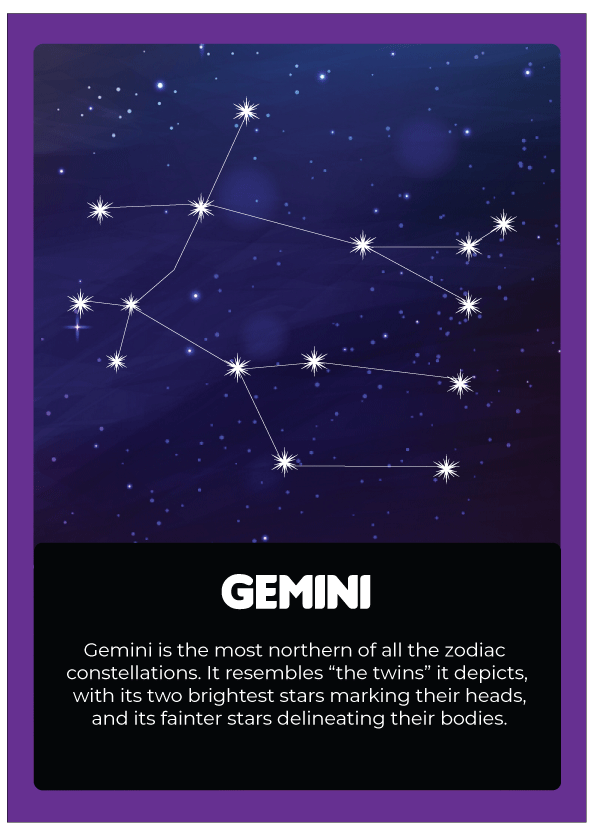 GEMINI
Gemini is the most northern of all the zodiac
constellations. It resembles “the twins” it depicts,
with its two brightest stars marking their heads,
and its fainter stars delineating their bodies.